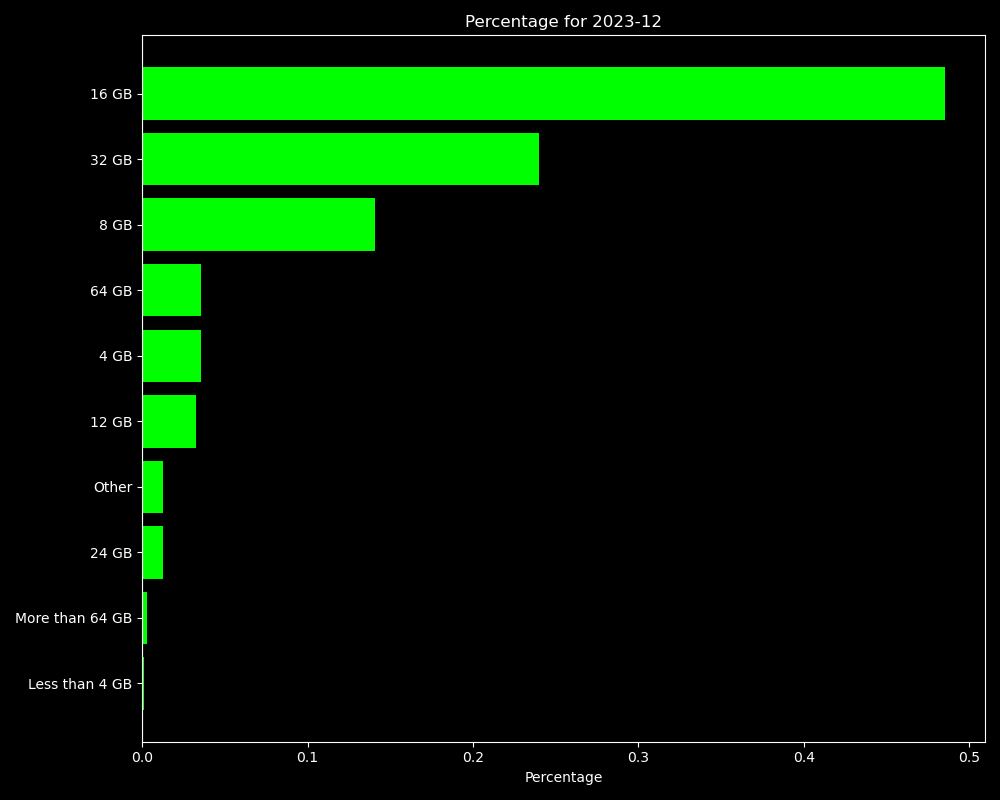 Percentage for 2023-12
16 GB
32 GB
8 GB
64 GB
4 GB
12 GB
Other
24 GB
More than 64 GB
Less than 4 GB
0.0 0.1 0.2 0.3 0.4 0.5
Percentage